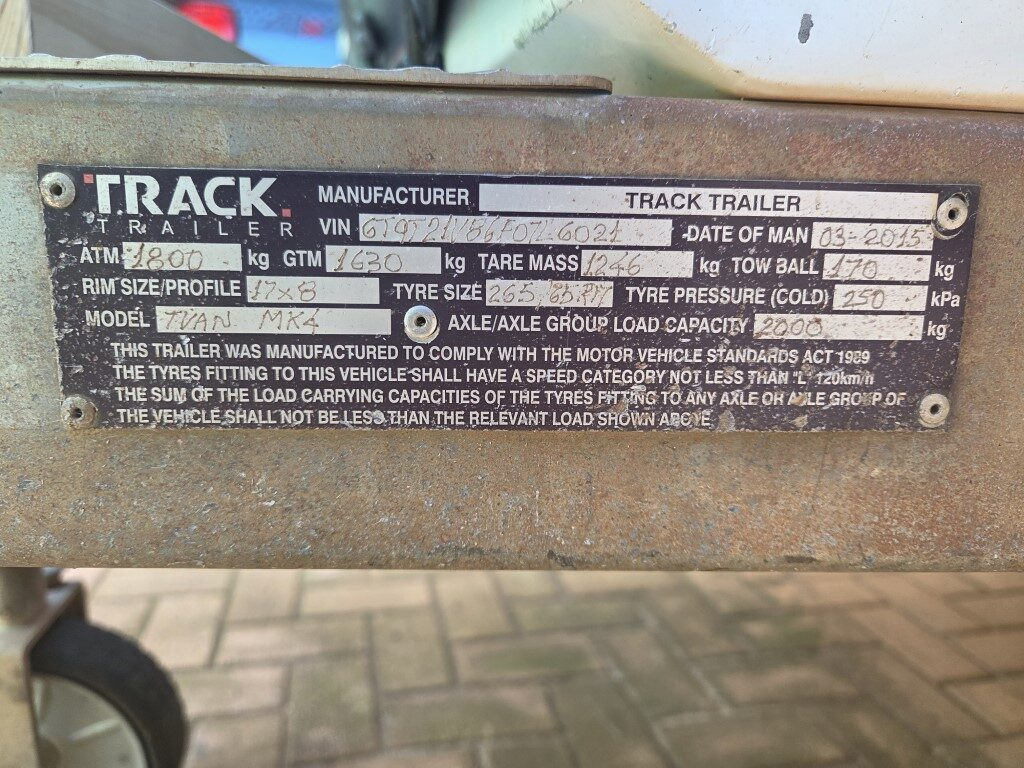 TRACK
TRAILER
MANUFACTURER TRACK TRAILER
VIN DATE OF MAN 03-2015
ATM 1800 kg GTM 1630 kg TARE MASS 1246 kg TOW BALL 170 kg
RIM SIZE/PROFILE 17x8 TYRE SIZE 265 TYRE PRESSURE (COLD) 250 kPa
MODEL TVAN MK4 AXLE/AXLE GROUP LOAD CAPACITY 2000 kg
THIS TRAILER WAS MANUFACTURED TO COMPLY WITH THE MOTOR VEHICLE STANDARDS ACT 1989
THE TYRES FITTING TO THIS VEHICLE SHALL HAVE A SPEED CATEGORY NOT LESS THAN "L" 120km/h
THE SUM OF THE LOAD CARRYING CAPACITIES OF THE TYRES FITTING TO ANY AXLE OR AXLE GROUP OF
THE VEHICLE SHALL NOT BE LESS THAN THE RELEVANT LOAD SHOWN ABOVE